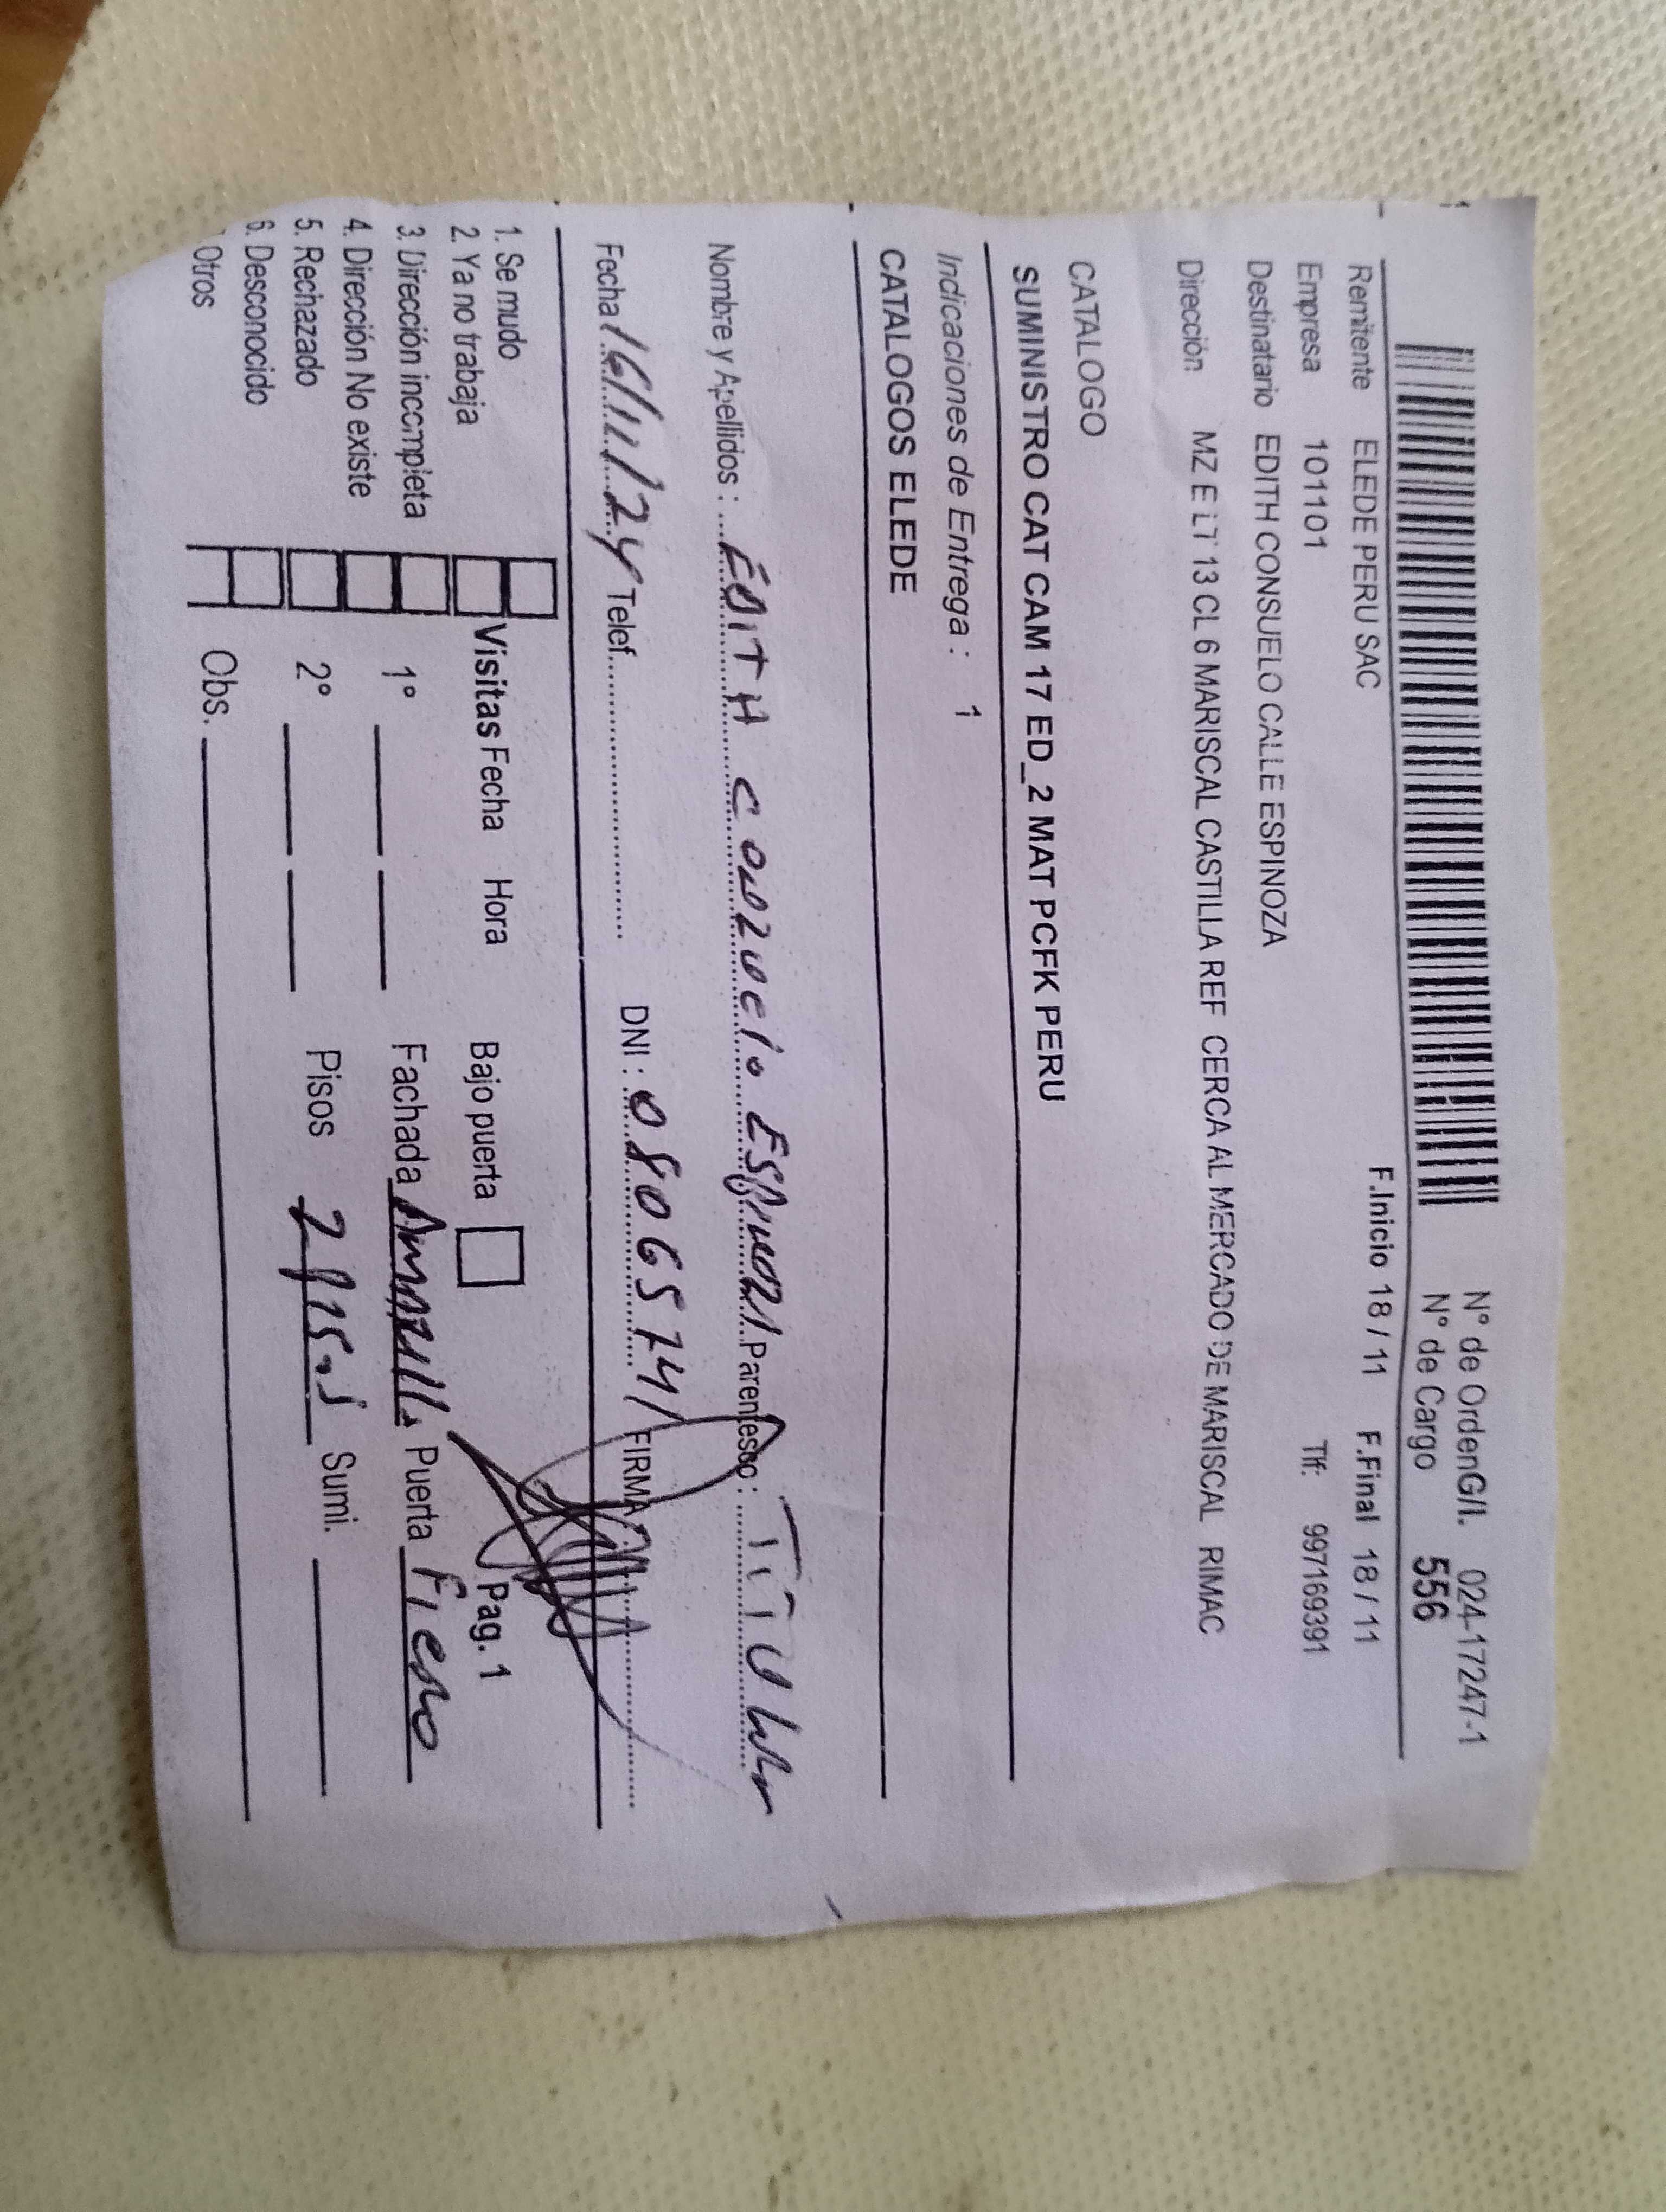 N° de OrdenG/I. 024-17247-1
N° de Cargo 556
F.Inicio 18 / 11 F.Final 18 / 11
Remitente ELEDE PERU SAC
Empresa 101101 Tlf: 997169391
Destinatario EDITH CONSUELO CALLE ESPINOZA
Dirección MZ E LT 13 CL 6 MARISCAL CASTILLA REF CERCA AL MERCADO DE MARISCAL RIMAC
CATALOGO
SUMINISTRO CAT CAM 17 ED_2 MAT PCFK PERU
Indicaciones de Entrega : 1
CATALOGOS ELEDE
Nombre y Apellidos : EDITH Parentesco :
Fecha 16/11/24 Telef. DNI : 08065741 FIRMA
1. Se mudo Visitas Fecha Hora Bajo puerta Pag. 1
2. Ya no trabaja
3. Dirección incompleta 1° Fachada Puerta Fierro
4. Dirección No existe
5. Rechazado 2° Pisos 2 Sumi.
6. Desconocido
Otros Obs.